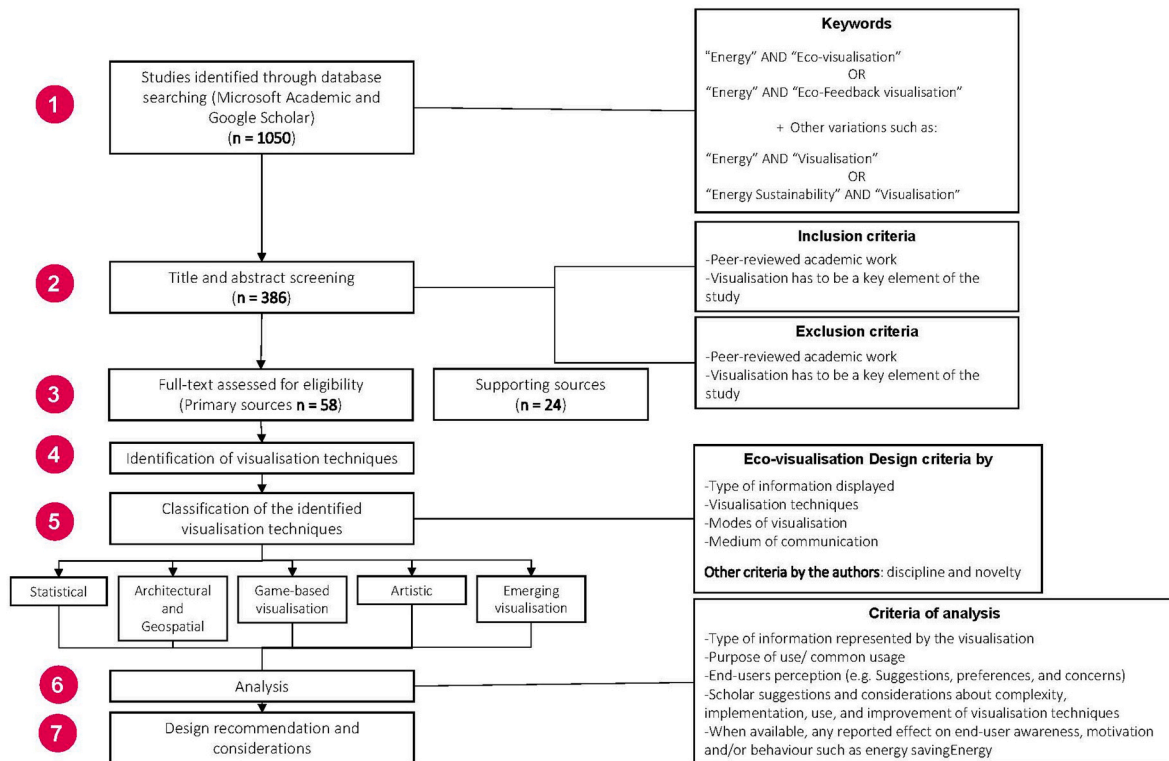 1
Studies identified through database
searching (Microsoft Academic and
Google Scholar)
(n = 1050)
Keywords
"Energy" AND "Eco-visualisation"
OR
"Energy" AND "Eco-Feedback visualisation"
+ Other variations such as:
"Energy" AND "Visualisation"
OR
"Energy Sustainability" AND "Visualisation"
2
Title and abstract screening
(n = 386)
Inclusion criteria
-Peer-reviewed academic work
-Visualisation has to be a key element of the
study
Exclusion criteria
-Peer-reviewed academic work
-Visualisation has to be a key element of the
study
3
Full-text assessed for eligibility
(Primary sources n = 58)
Supporting sources
(n = 24)
4
Identification of visualisation techniques
5
Classification of the identified
visualisation techniques
Eco-visualisation Design criteria by
-Type of information displayed
-Visualisation techniques
-Modes of visualisation
-Medium of communication
Other criteria by the authors: discipline and novelty
Statistical
Architectural
and
Geospatial
Game-based
visualisation
Artistic
Emerging
visualisation
6
Analysis
Criteria of analysis
-Type of information represented by the visualisation
-Purpose of use/ common usage
-End-users perception (e.g. Suggestions, preferences, and concerns)
-Scholar suggestions and considerations about complexity,
implementation, use, and improvement of visualisation techniques
-When available, any reported effect on end-user awareness, motivation
and/or behaviour such as energy savingEnergy
7
Design recommendation and
considerations